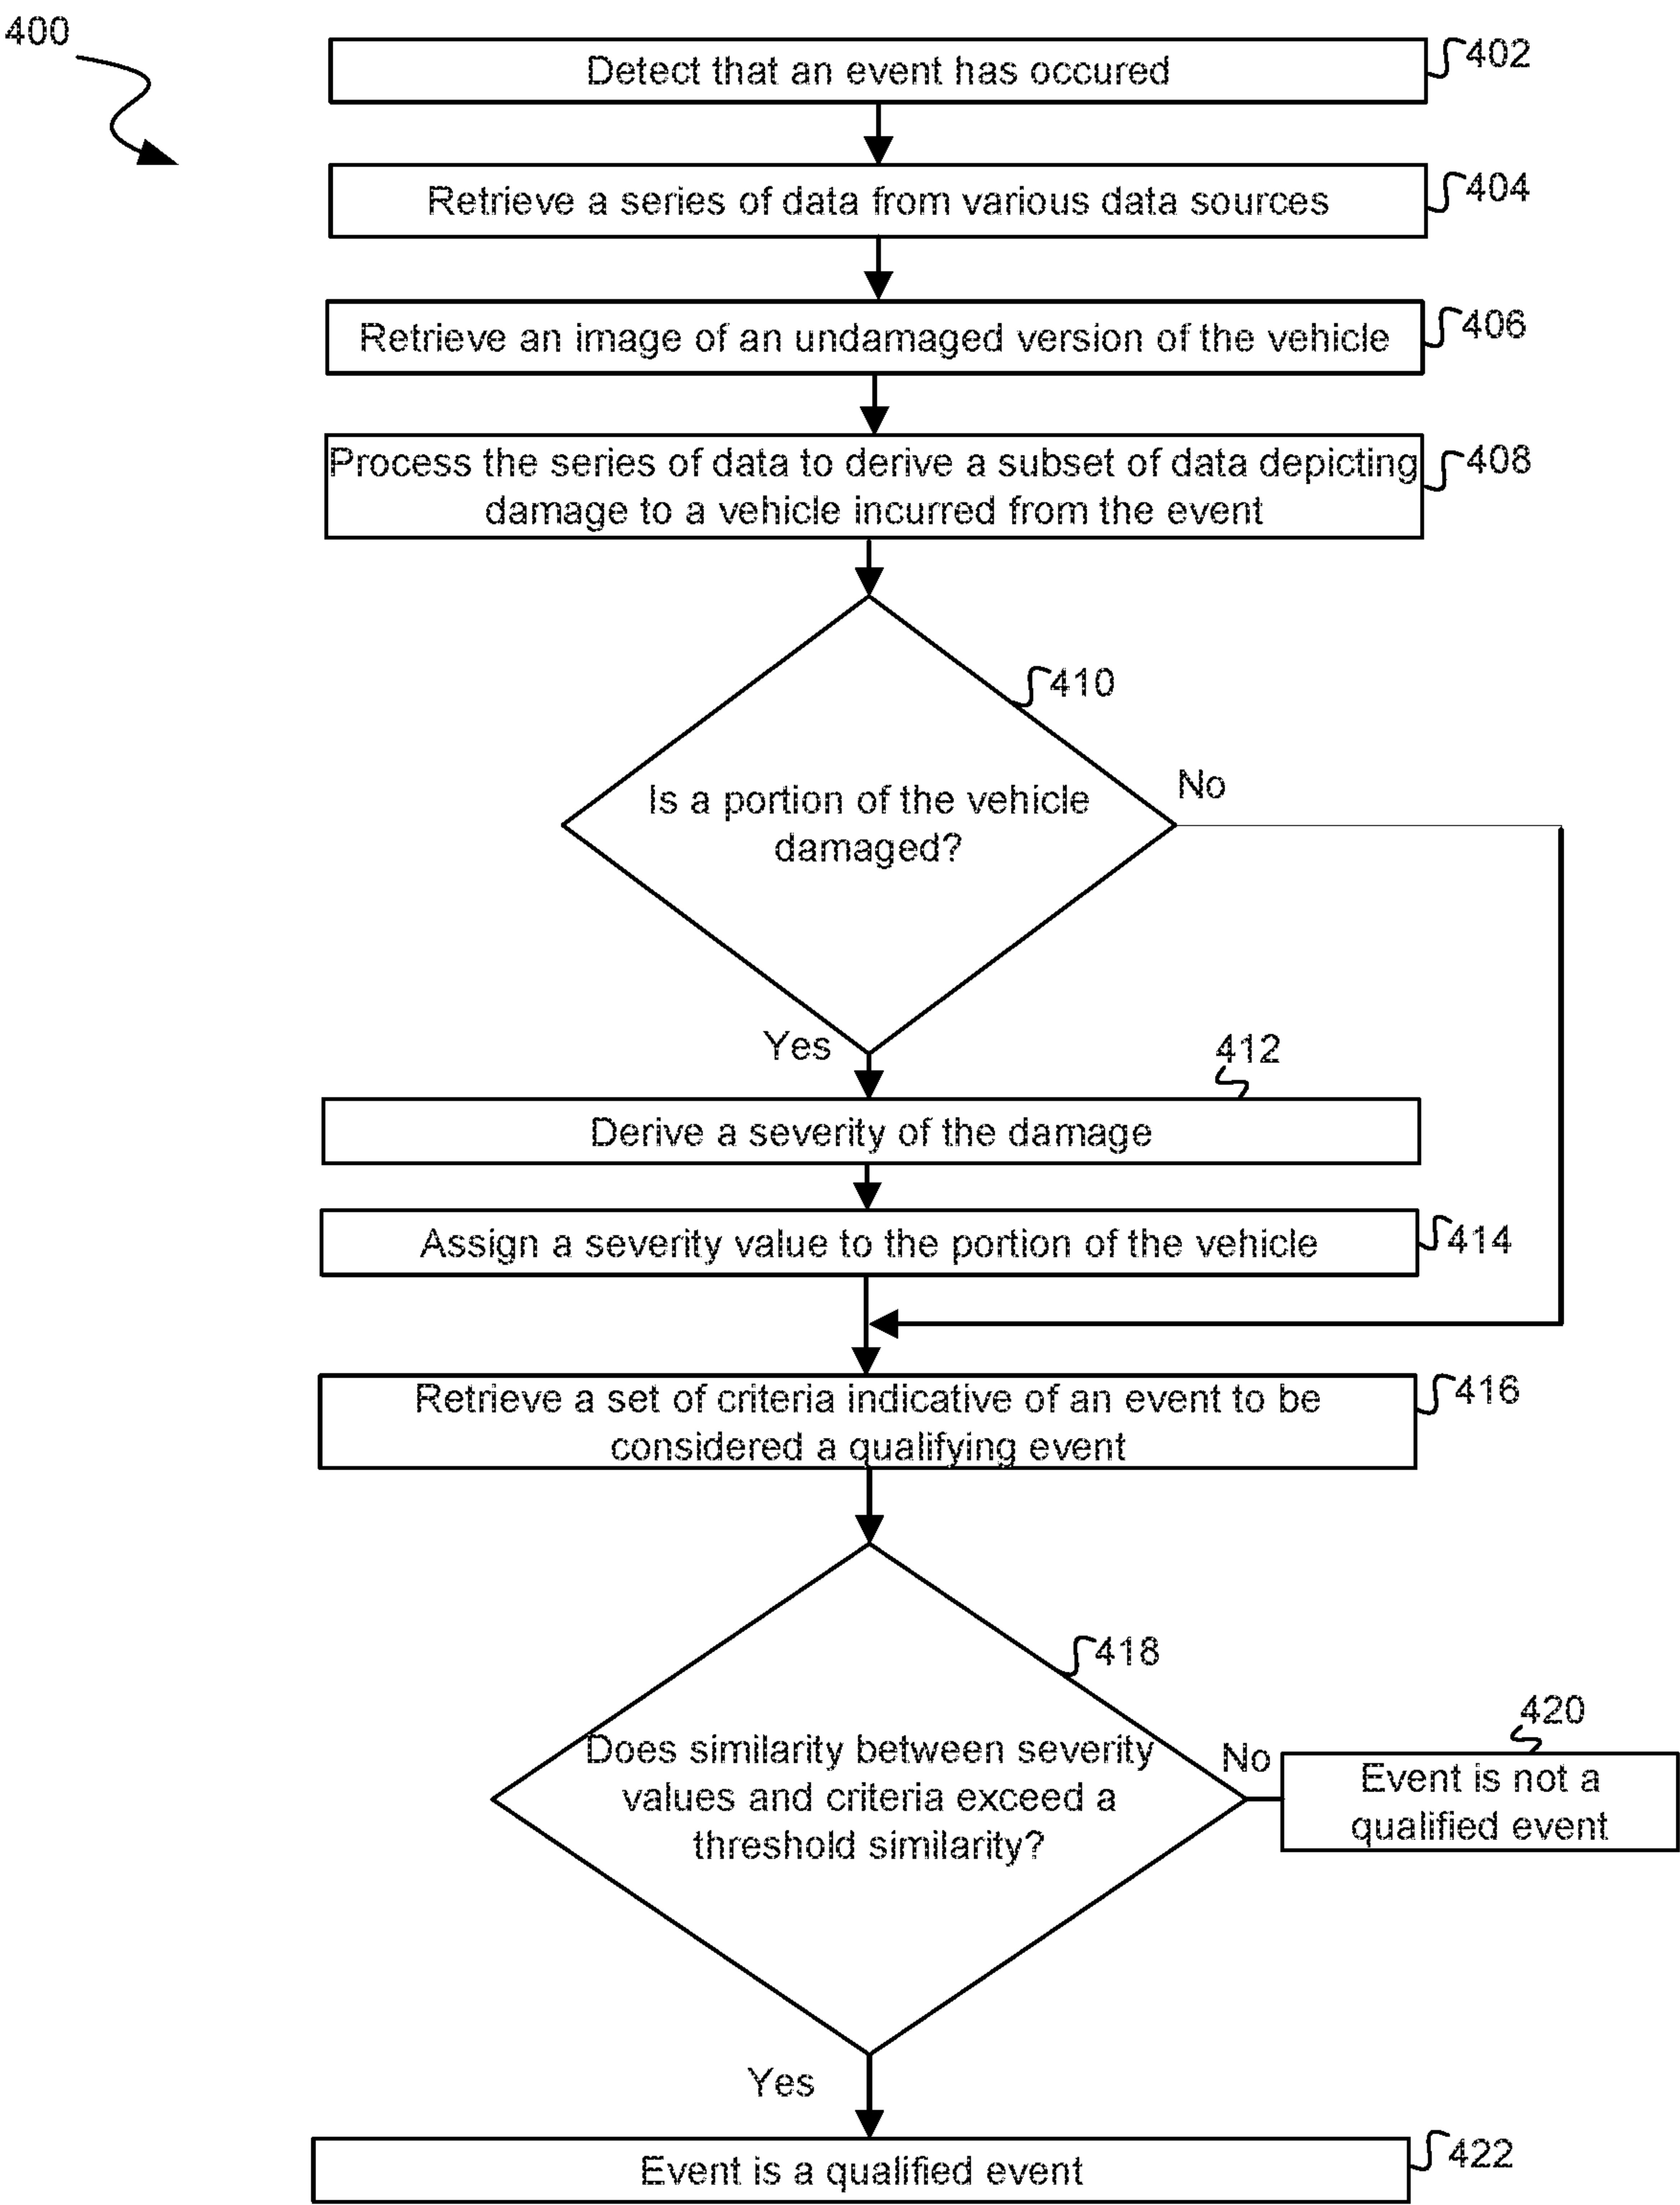 400
Detect that an event has occured
402
Retrieve a series of data from various data sources
404
Retrieve an image of an undamaged version of the vehicle
406
Process the series of data to derive a subset of data depicting
damage to a vehicle incurred from the event
408
410
Is a portion of the vehicle
damaged?
No
Yes
412
Derive a severity of the damage
Assign a severity value to the portion of the vehicle
414
Retrieve a set of criteria indicative of an event to be
considered a qualifying event
416
418
Does similarity between severity
values and criteria exceed a
threshold similarity?
No
420
Event is not a
qualified event
Yes
Event is a qualified event
422